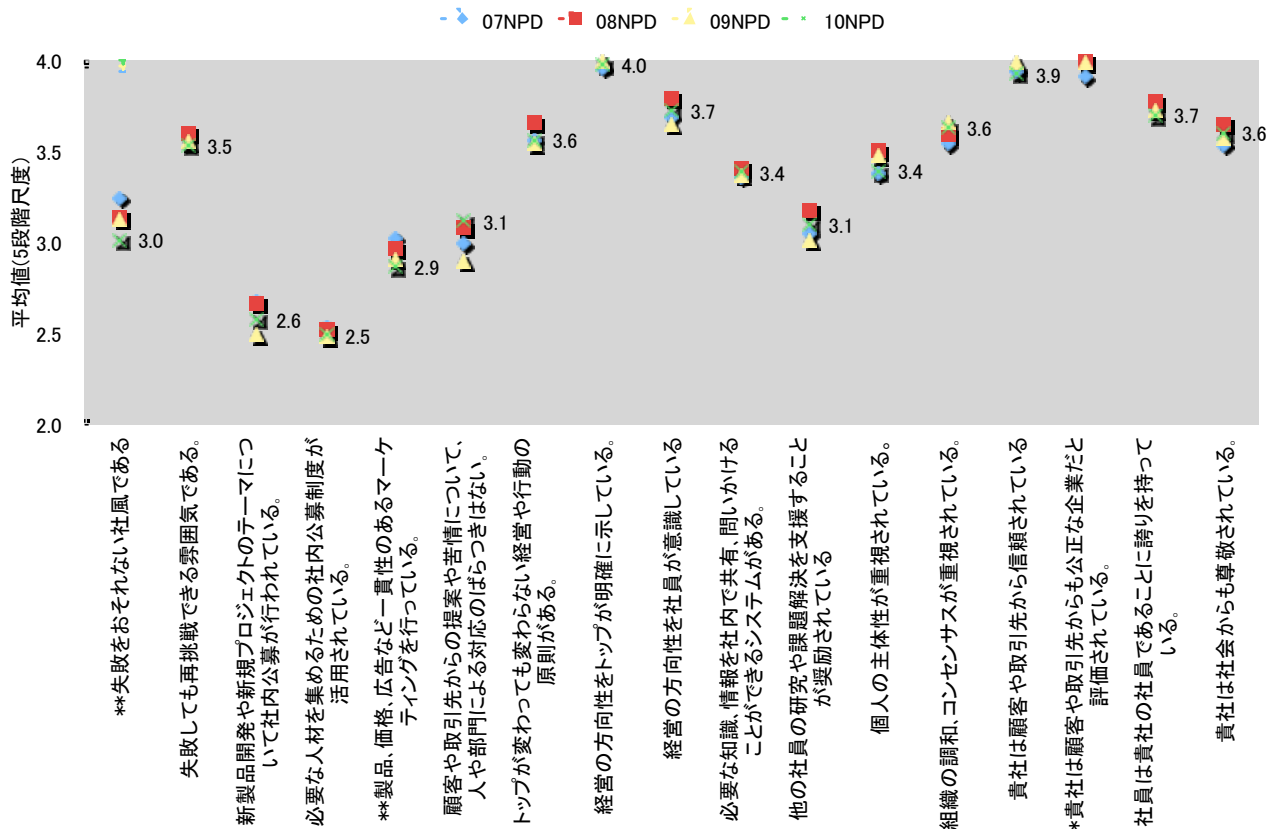 07NPD 08NPD 09NPD 10NPD
平均値(5段階尺度)
4.0
3.5
3.0
2.5
2.0
3.0
3.5
2.6
2.5
2.9
3.1
3.6
4.0
3.7
3.4
3.1
3.4
3.6
3.9
3.7
3.6
**失敗をおそれない社風である
失敗しても再挑戦できる雰囲気である。
新製品開発や新規プロジェクトのテーマにつ
いて社内公募が行われている。
必要な人材を集めるための社内公募制度が
活用されている。
**製品、価格、広告など一貫性のあるマーケ
ティングを行っている。
顧客や取引先からの提案や苦情について、
人や部門による対応のばらつきはない。
トップが変わっても変わらない経営や行動の
原則がある。
経営の方向性をトップが明確に示している。
経営の方向性を社員が意識している
必要な知識、情報を社内で共有、問いかける
ことができるシステムがある。
他の社員の研究や課題解決を支援すること
が奨励されている
個人の主体性が重視されている。
組織の調和、コンセンサスが重視されている。
貴社は顧客や取引先から信頼されている
*貴社は顧客や取引先からも公正な企業だと
評価されている。
社員は貴社の社員であることに誇りを持って
いる。
貴社は社会からも尊敬されている。